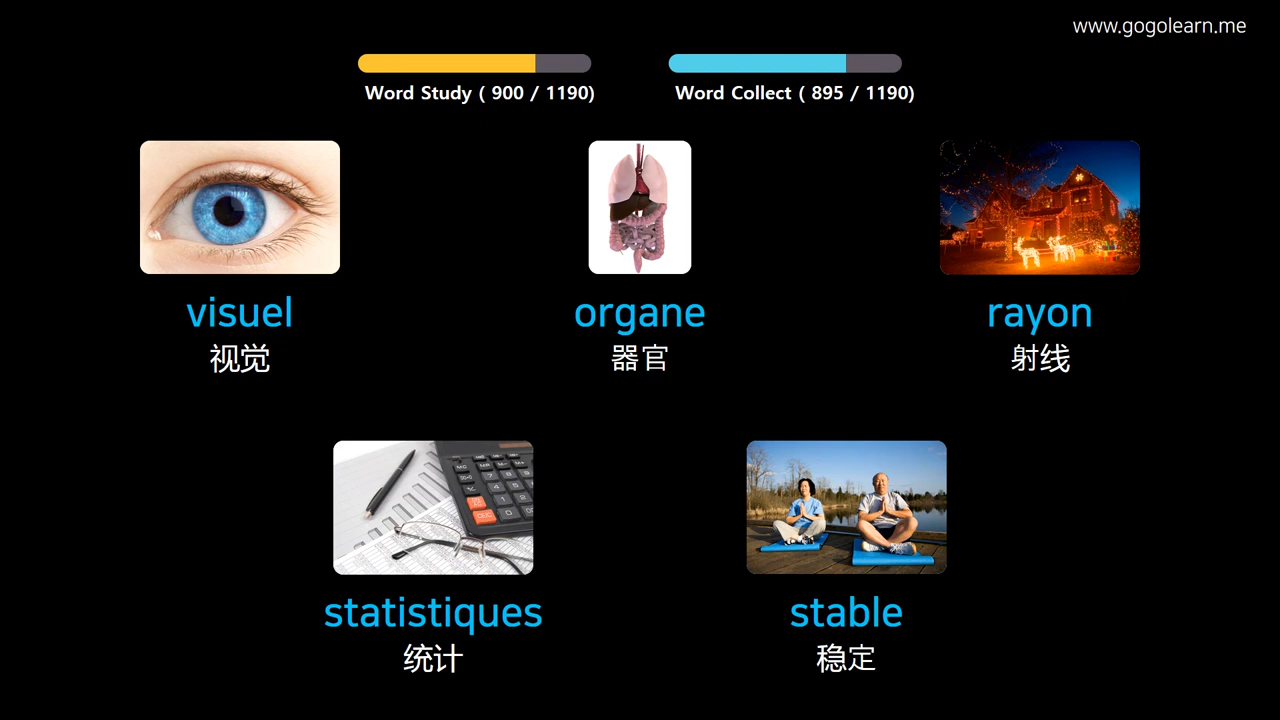 www.gogolearn.me
Word Study ( 900 / 1190)
Word Collect ( 895 / 1190)
visuel
视觉
organe
器官
rayon
射线
statistiques
统计
stable
稳定